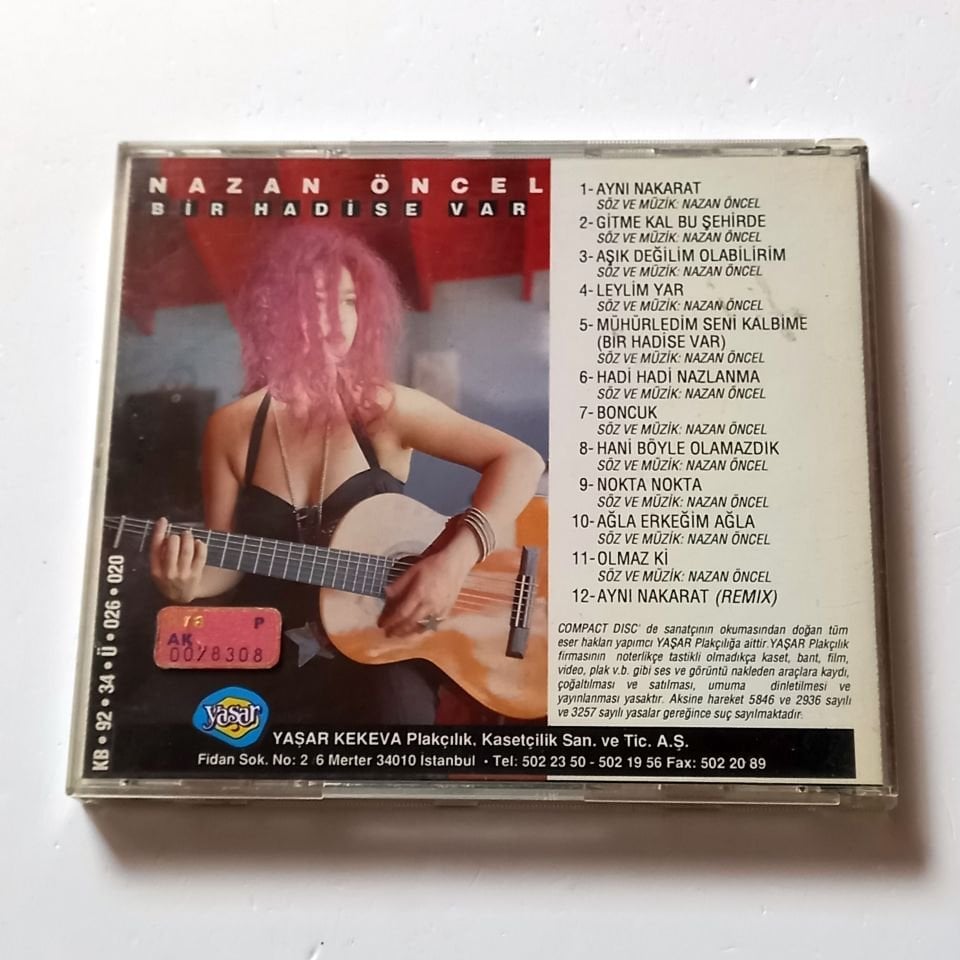 NAZAN ÖNCEL
BİR HADİSE VAR
1- AYNI NAKARAT
SÖZ VE MÜZİK: NAZAN ÖNCEL
2- GİTME KAL BU ŞEHİRDE
SÖZ VE MÜZİK: NAZAN ÖNCEL
3- AŞIK DEĞİLİM OLABİLİRİM
SÖZ VE MÜZİK: NAZAN ÖNCEL
4- LEYLİM YAR
SÖZ VE MÜZİK: NAZAN ÖNCEL
5- MÜHÜRLEDİM SENİ KALBİME
(BİR HADİSE VAR)
SÖZ VE MÜZİK: NAZAN ÖNCEL
6- HADİ HADİ NAZLANMA
SÖZ VE MÜZİK: NAZAN ÖNCEL
7- BONCUK
SÖZ VE MÜZİK: NAZAN ÖNCEL
8- HANİ BÖYLE OLAMAZDIK
SÖZ VE MÜZİK: NAZAN ÖNCEL
9- NOKTA NOKTA
SÖZ VE MÜZİK: NAZAN ÖNCEL
10- AĞLA ERKEĞİM AĞLA
SÖZ VE MÜZİK: NAZAN ÖNCEL
11- OLMAZ Kİ
SÖZ VE MÜZİK: NAZAN ÖNCEL
12- AYNI NAKARAT (REMIX)
COMPACT DISC' de sanatçının okumasından doğan tüm
eser hakları yapımcı YAŞAR Plakçılığa aittir. YAŞAR Plakçılık
firmasının noterlikçe tastikli olmadıkça kaset, bant, film,
video, plak v.b. gibi ses ve görüntü nakleden araçlara kaydı,
çoğaltılması ve satılması, umuma dinletilmesi ve
yayınlanması yasaktır. Aksine hareket 5846 ve 2936 sayılı
ve 3257 sayılı yasalar gereğince suç sayılmaktadır.
78 P
AK
0078308
KB • 92 • 34 • Ü • 026 • 020
yaşar
YAŞAR KEKEVA Plakçılık, Kasetçilik San. ve Tic. A.Ş.
Fidan Sok. No: 2 6 Merter 34010 Istanbul • Tel: 502 23 50 - 502 19 56 Fax: 502 20 89